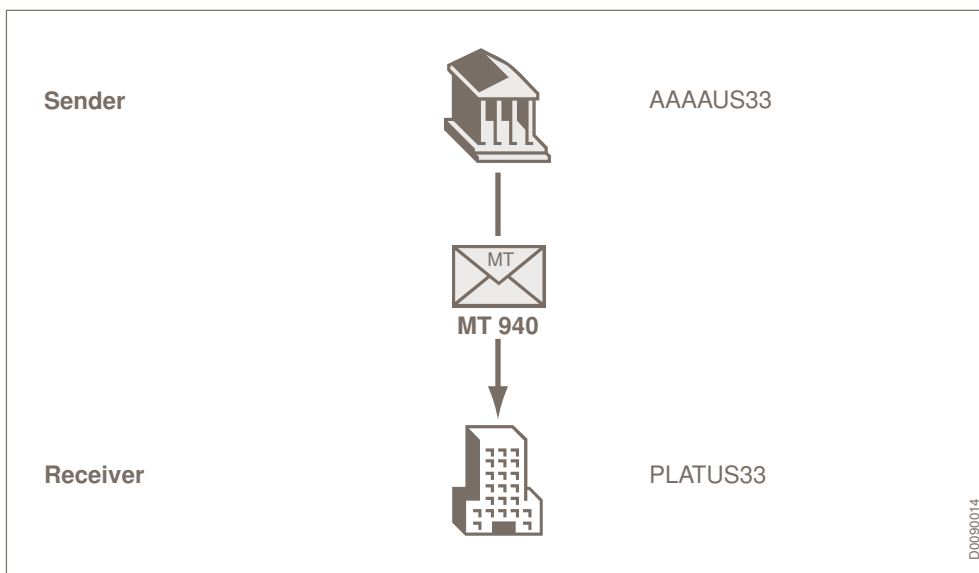 Sender
AAAAUS33
MT
MT 940
Receiver
PLATUS33
D0090014